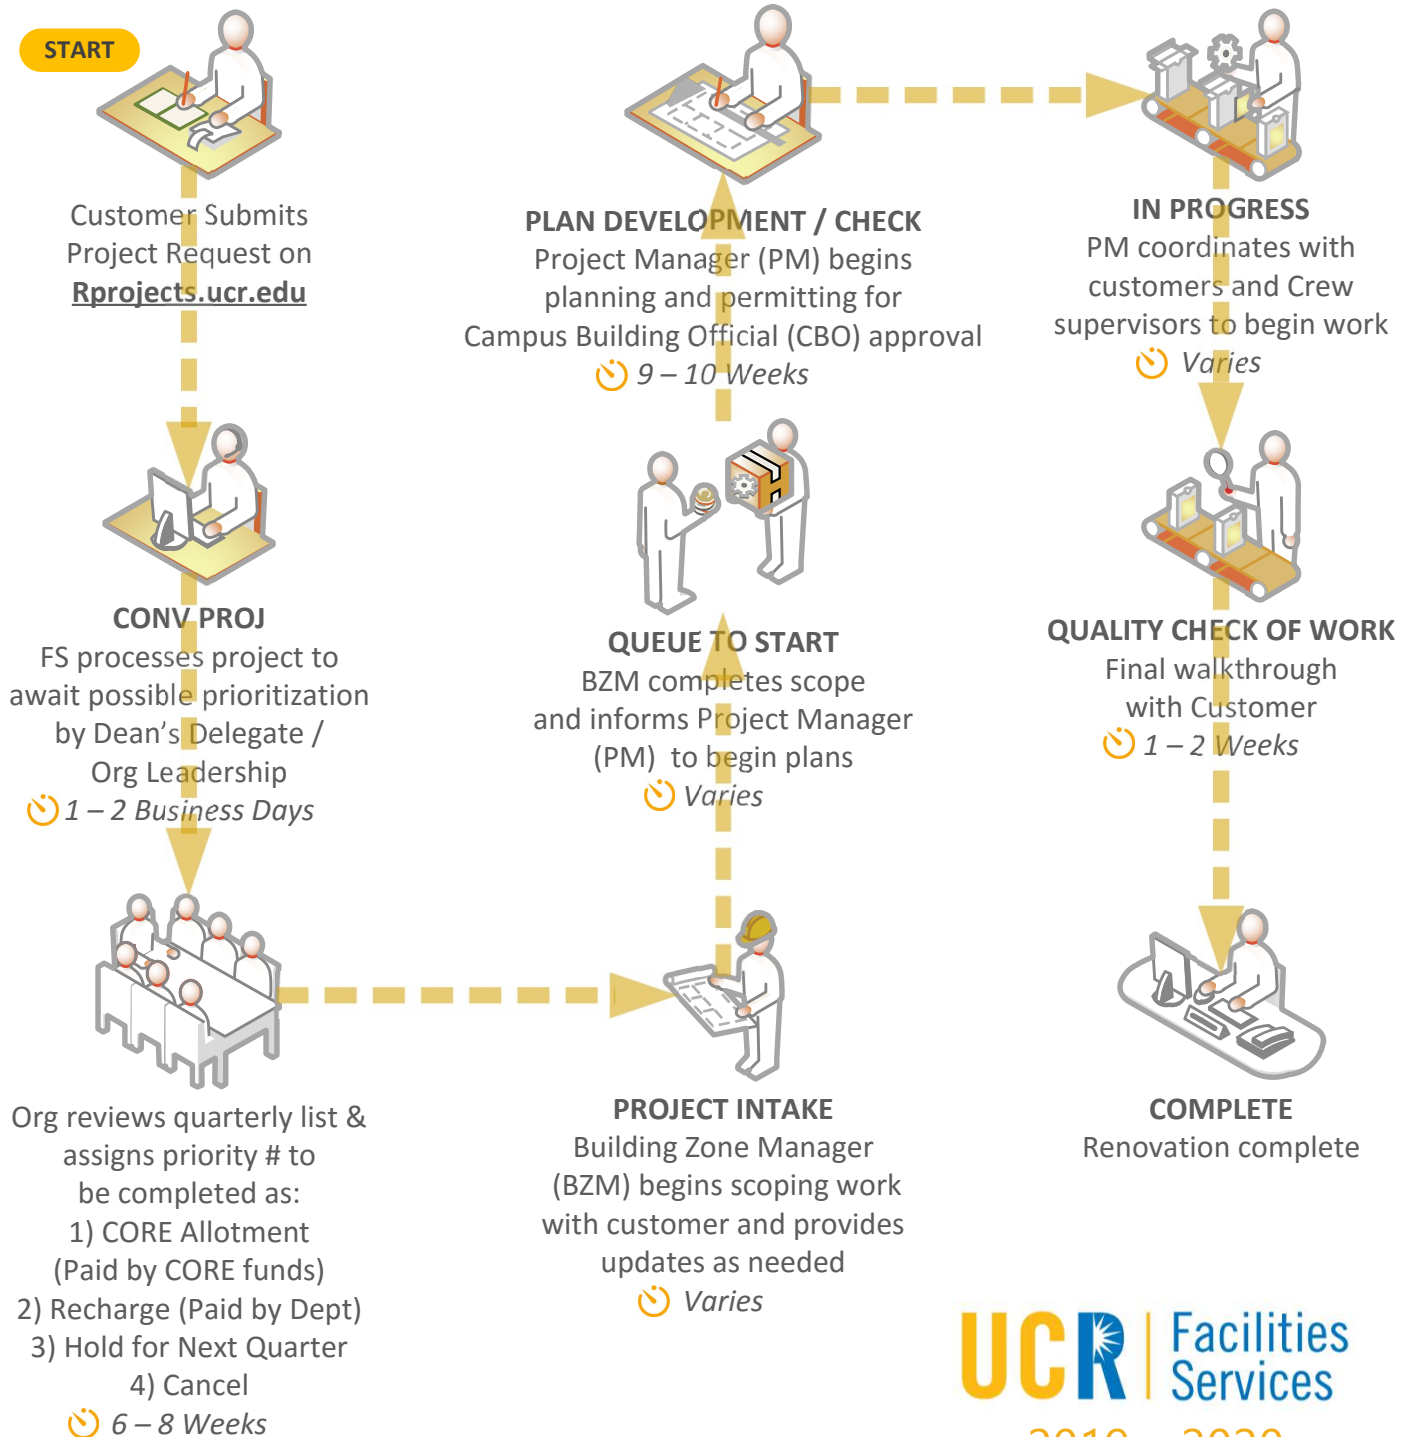 START
Customer Submits
Project Request on
Rprojects.ucr.edu
CONV PROJ
FS processes project to
await possible prioritization
by Dean's Delegate /
Org Leadership
1 – 2 Business Days
Org reviews quarterly list &
assigns priority # to
be completed as:
1) CORE Allotment
(Paid by CORE funds)
2) Recharge (Paid by Dept)
3) Hold for Next Quarter
4) Cancel
6 – 8 Weeks
PROJECT INTAKE
Building Zone Manager
(BZM) begins scoping work
with customer and provides
updates as needed
Varies
QUEUE TO START
BZM completes scope
and informs Project Manager
(PM) to begin plans
Varies
PLAN DEVELOPMENT / CHECK
Project Manager (PM) begins
planning and permitting for
Campus Building Official (CBO) approval
9 – 10 Weeks
IN PROGRESS
PM coordinates with
customers and Crew
supervisors to begin work
Varies
QUALITY CHECK OF WORK
Final walkthrough
with Customer
1 – 2 Weeks
COMPLETE
Renovation complete
UCR Facilities
Services
2019 – 2020